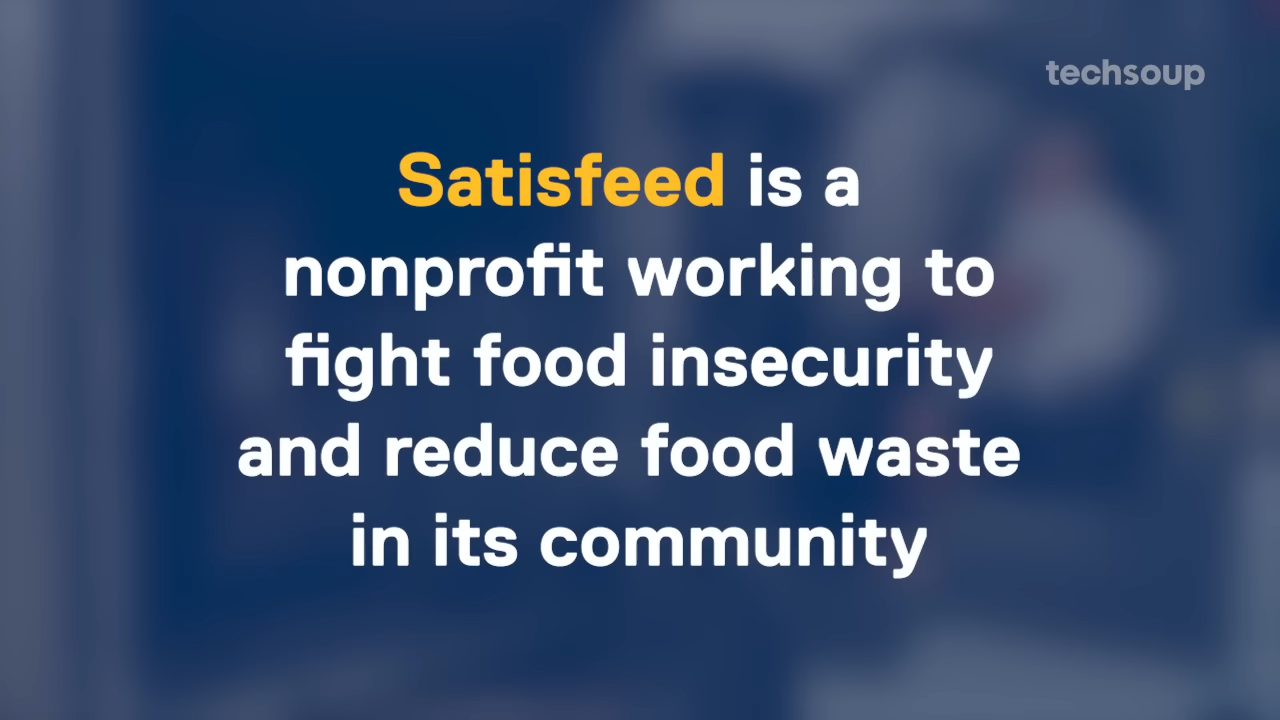 techsoup
Satisfeed is a
nonprofit working to
fight food insecurity
and reduce food waste
in its community